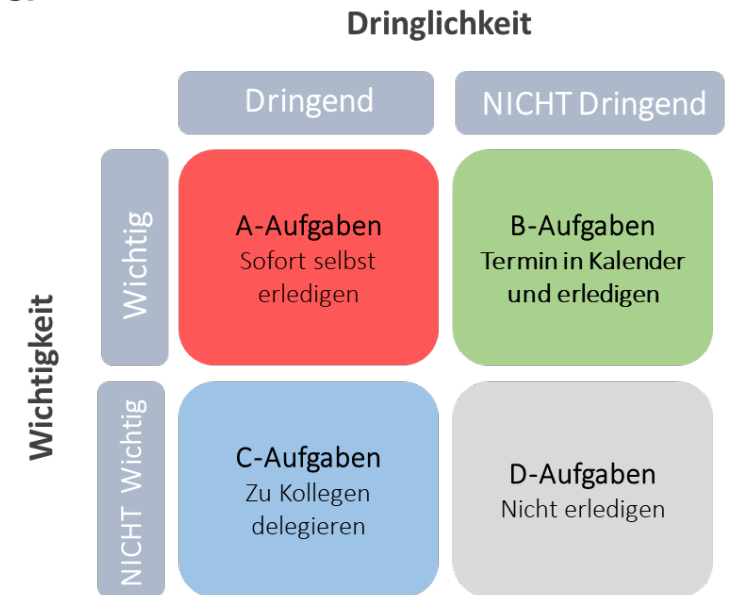 Dringlichkeit
Dringend
NICHT Dringend
Wichtigkeit
Wichtig
A-Aufgaben
Sofort selbst
erledigen
B-Aufgaben
Termin in Kalender
und erledigen
NICHT Wichtig
C-Aufgaben
Zu Kollegen
delegieren
D-Aufgaben
Nicht erledigen